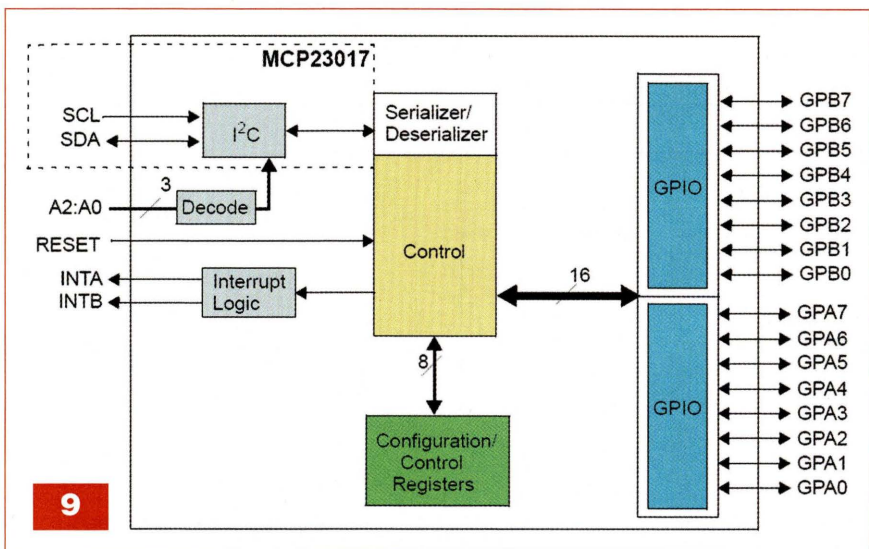 MCP23017
SCL
SDA
I²C
Serializer/
Deserializer
A2:A0
3
Decode
RESET
Control
INTA
INTB
Interrupt
Logic
16
8
Configuration/
Control
Registers
GPIO
GPB7
GPB6
GPB5
GPB4
GPB3
GPB2
GPB1
GPB0
GPIO
GPA7
GPA6
GPA5
GPA4
GPA3
GPA2
GPA1
GPA0
9